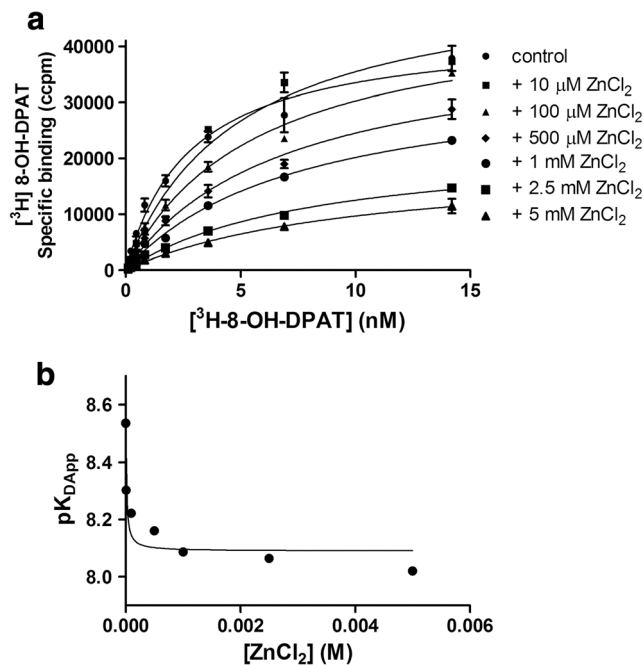 a
[³H] 8-OH-DPAT
Specific binding (ccpm)
40000
30000
20000
10000
0
0
5
10
15
[³H-8-OH-DPAT] (nM)
control
+ 10 µM ZnCl₂
+ 100 µM ZnCl₂
+ 500 µM ZnCl₂
+ 1 mM ZnCl₂
+ 2.5 mM ZnCl₂
+ 5 mM ZnCl₂
b
pK_DApp
8.6
8.4
8.2
8.0
0.000
0.002
0.004
0.006
[ZnCl₂] (M)